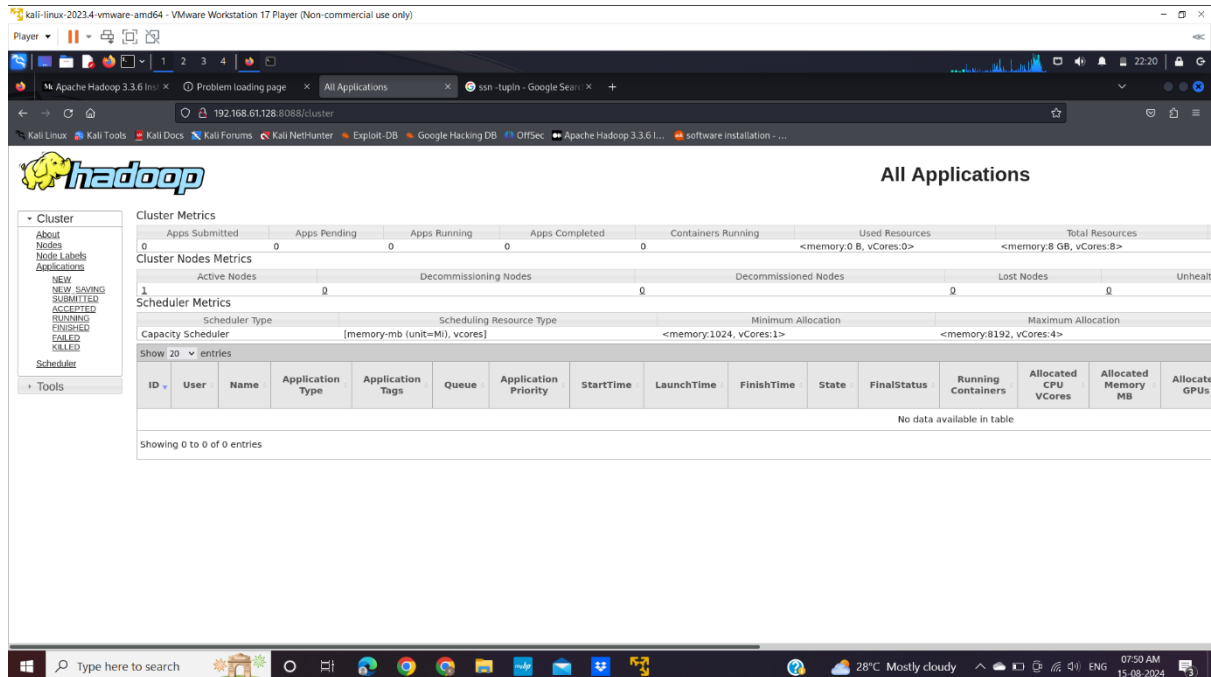 kali-linux-2023.4-vmware-amd64 - VMware Workstation 17 Player (Non-commercial use only)
Player
1 2 3 4 22:20
Apache Hadoop 3.3.6 Ins Problem loading page All Applications ssn -tupln - Google Sear
192.168.61.128:8088/cluster
Kali Linux Kali Tools Kali Docs Kali Forums Kali NetHunter Exploit-DB Google Hacking DB OffSec Apache Hadoop 3.3.6 I... software installation - ...
hadoop
All Applications
Cluster
About
Nodes
Node Labels
Applications
NEW
NEW_SAVING
SUBMITTED
ACCEPTED
RUNNING
FINISHED
FAILED
KILLED
Scheduler
Tools
Cluster Metrics
Apps Submitted Apps Pending Apps Running Apps Completed Containers Running Used Resources Total Resources
0 0 0 0 0 <memory:0 B, vCores:0> <memory:8 GB, vCores:8>
Cluster Nodes Metrics
Active Nodes Decommissioning Nodes Decommissioned Nodes Lost Nodes Unhealt
1 0 0 0 0
Scheduler Metrics
Scheduler Type Scheduling Resource Type Minimum Allocation Maximum Allocation
Capacity Scheduler [memory-mb (unit=Mi), vcores] <memory:1024, vCores:1> <memory:8192, vCores:4>
Show 20 entries
ID User Name Application Type Application Tags Queue Application Priority StartTime LaunchTime FinishTime State FinalStatus Running Containers Allocated CPU VCores Allocated Memory MB Allocate GPUs
No data available in table
Showing 0 to 0 of 0 entries
Type here to search 28°C Mostly cloudy ENG 07:50 AM
15-08-2024